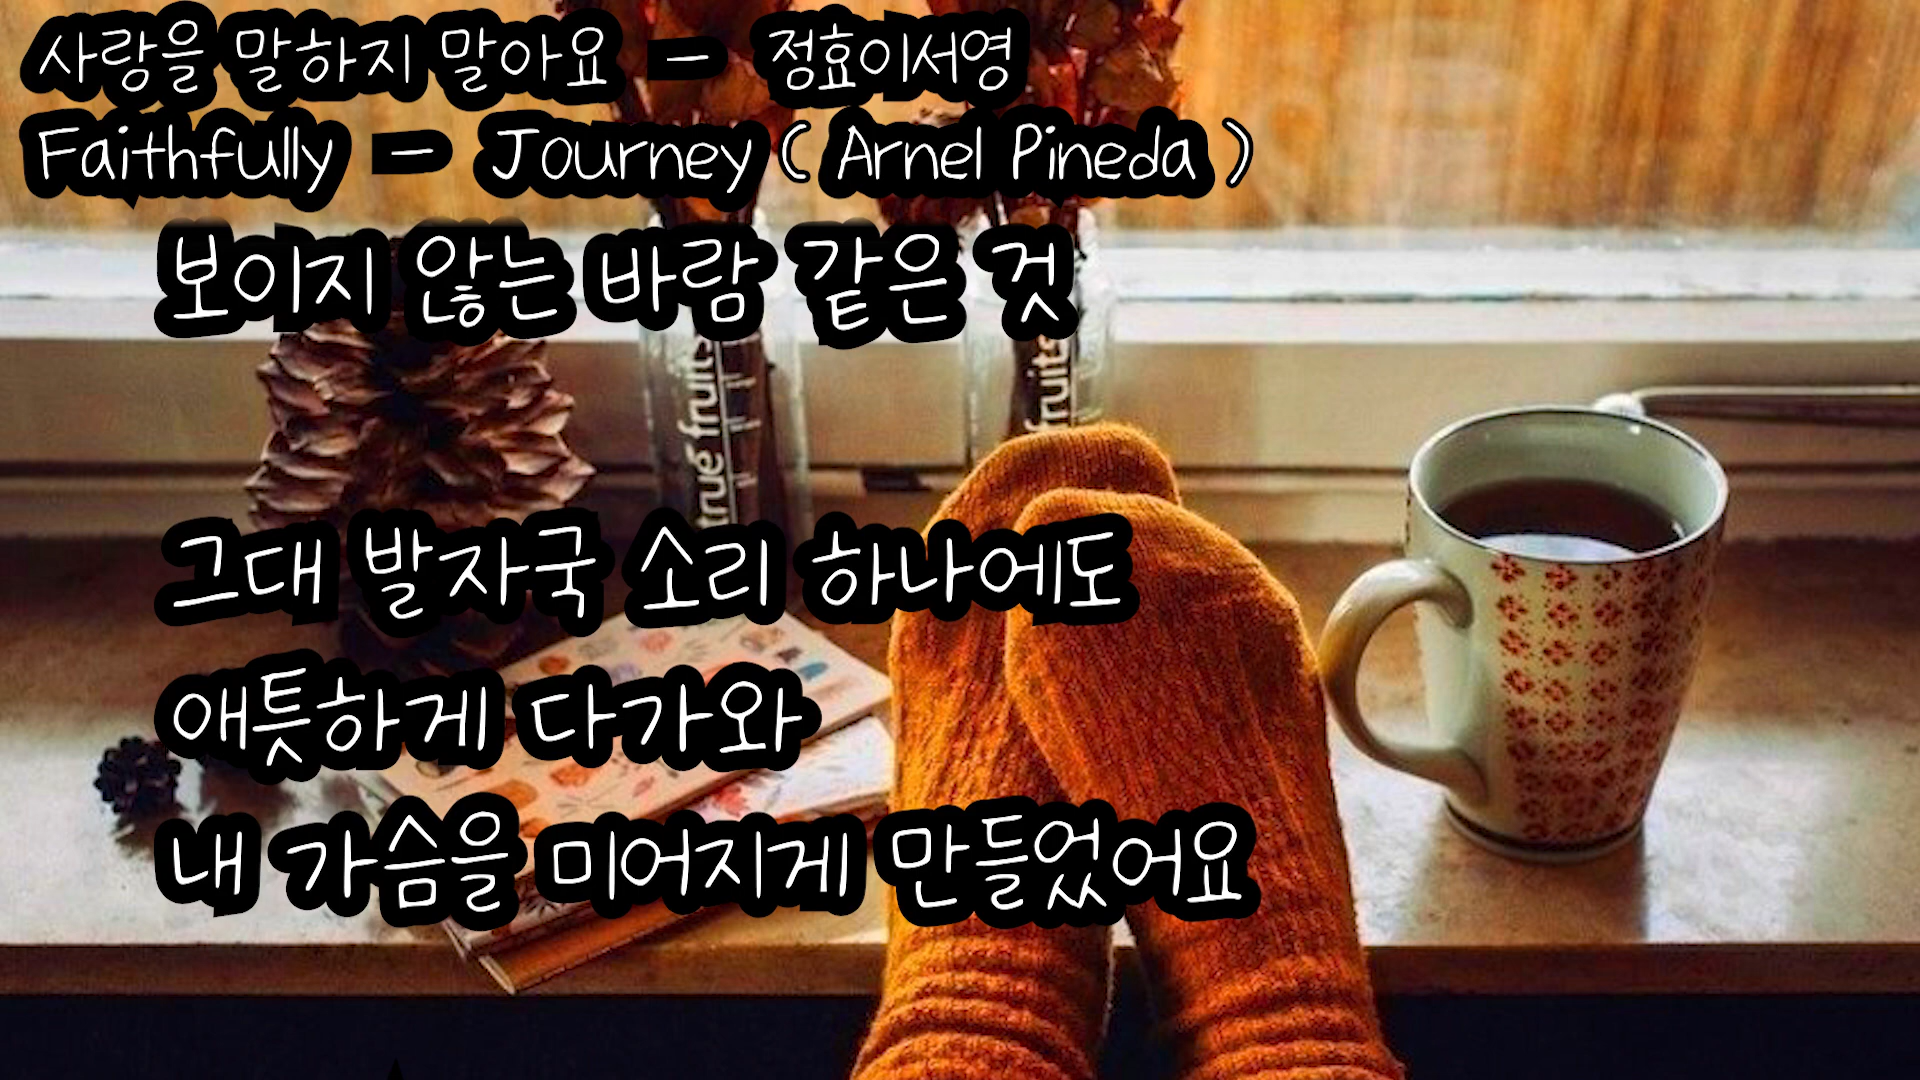 사랑을 말하지 말아요 - 정효이서영
Faithfully - Journey ( Arnel Pineda )
보이지 않는 바람 같은 것
true fruits
fruits
그대 발자국 소리 하나에도
애틋하게 다가와
내 가슴을 미어지게 만들었어요